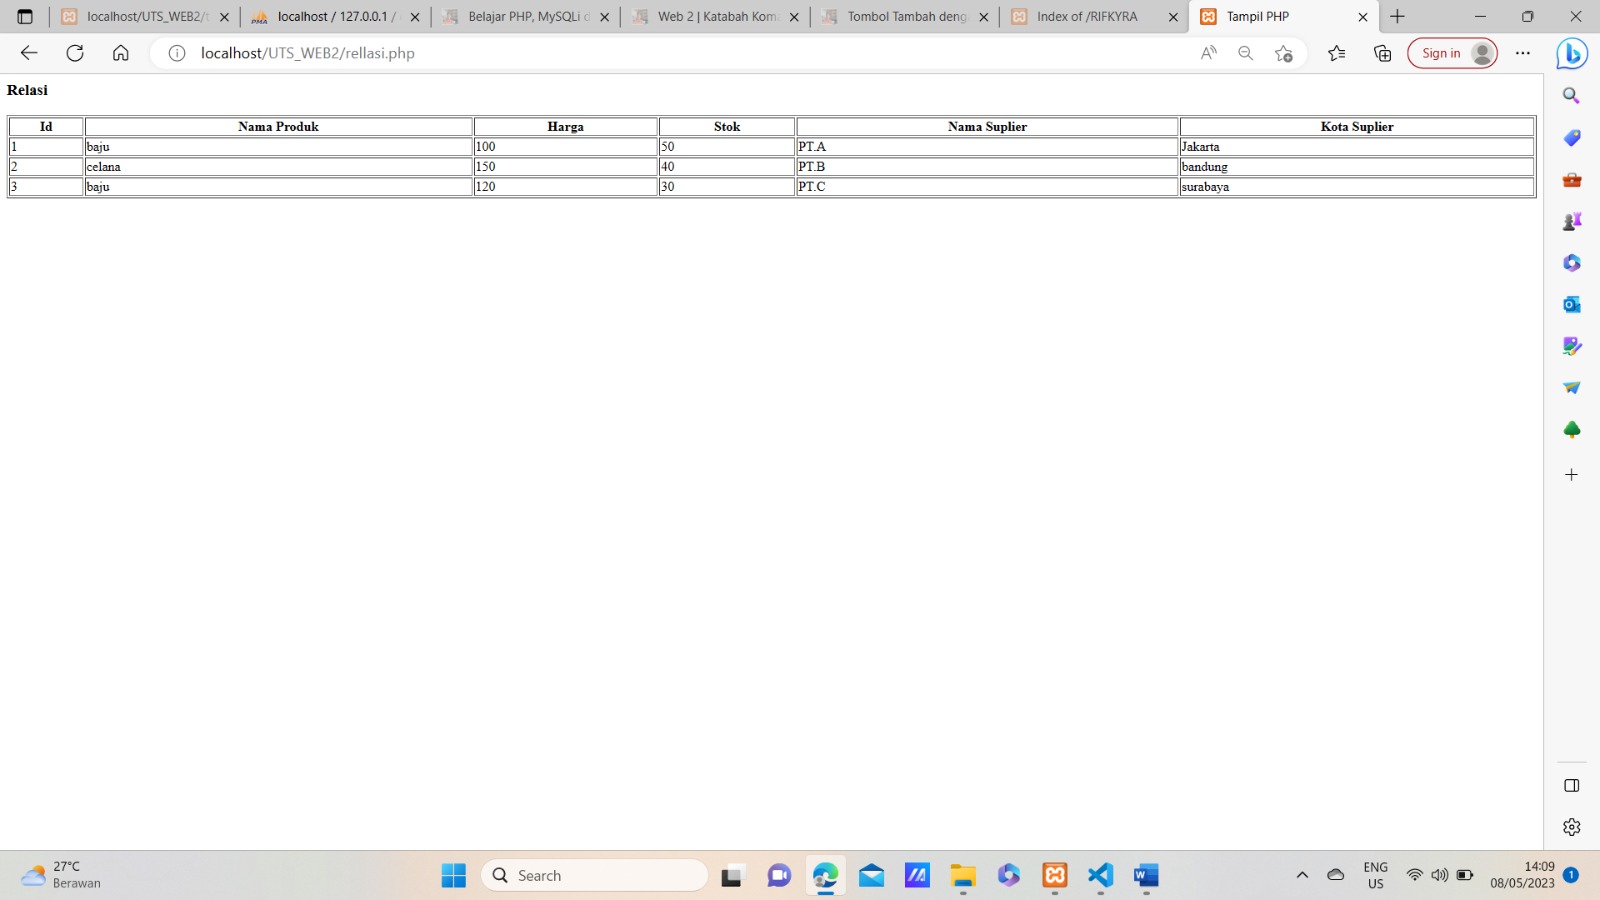 localhost/UTS_WEB2/t
localhost / 127.0.0.1 /
Belajar PHP, MySQLi d
Web 2 | Katabah Kom
Tombol Tambah deng
Index of /RIFKYRA
Tampil PHP
localhost/UTS_WEB2/rellasi.php
Sign in
Relasi
Id Nama Produk Harga Stok Nama Suplier Kota Suplier
1 baju 100 50 PT.A Jakarta
2 celana 150 40 PT.B bandung
3 baju 120 30 PT.C surabaya
27°C
Berawan
Search
ENG
US
14:09
08/05/2023
1